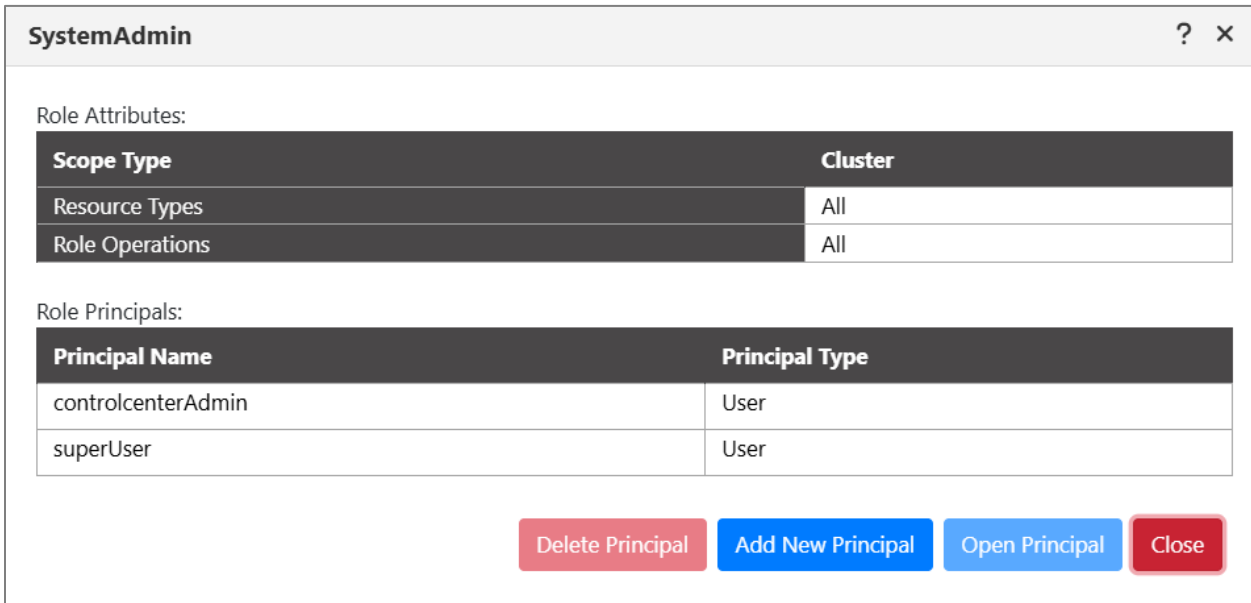 SystemAdmin ? ×
Role Attributes:
Scope Type Cluster
Resource Types All
Role Operations All
Role Principals:
Principal Name Principal Type
controlcenterAdmin User
superUser User
Delete Principal Add New Principal Open Principal Close